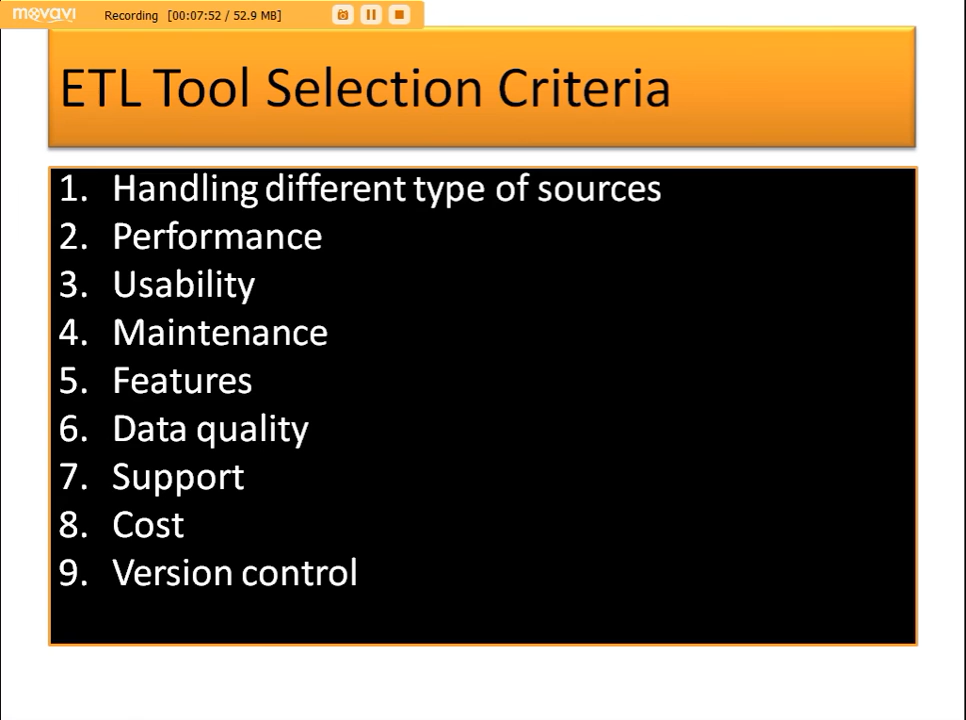 movavi Recording [00:07:52 / 52.9 MB]
ETL Tool Selection Criteria
1. Handling different type of sources
2. Performance
3. Usability
4. Maintenance
5. Features
6. Data quality
7. Support
8. Cost
9. Version control